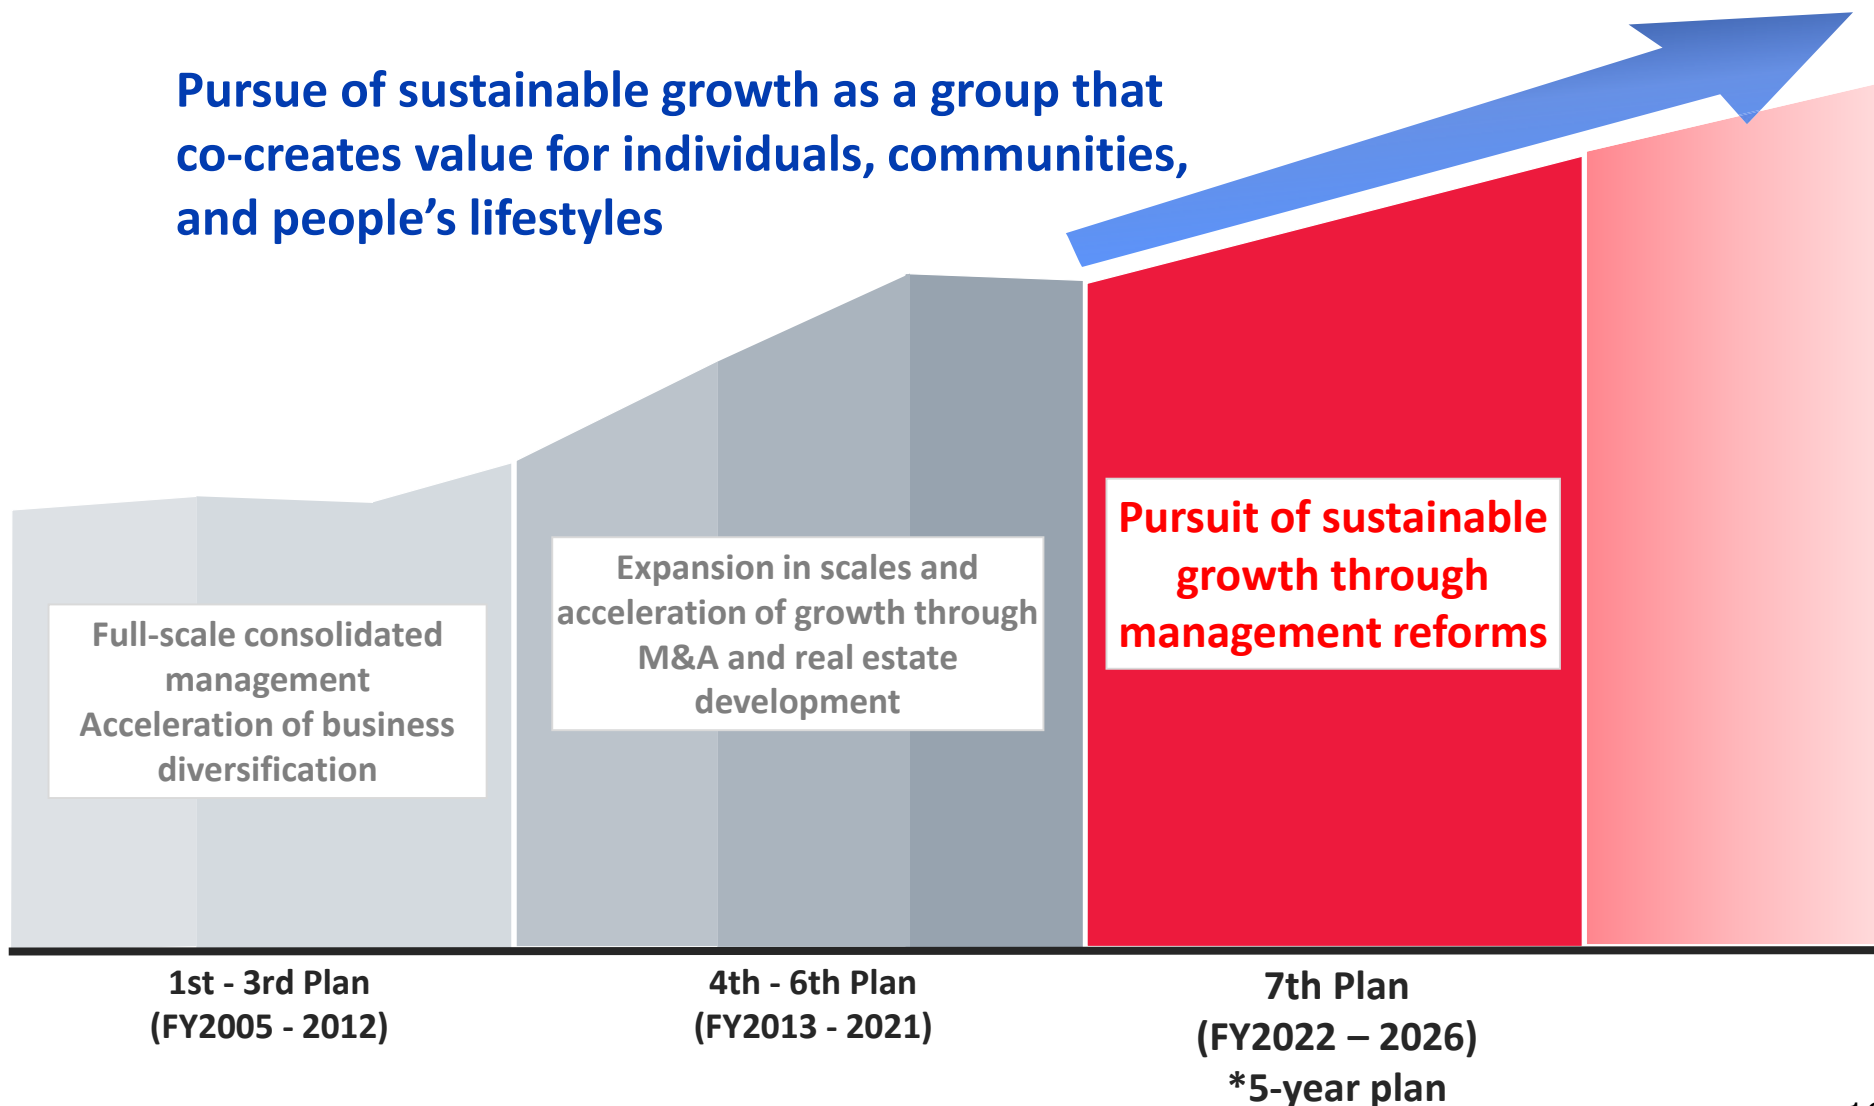 Pursue of sustainable growth as a group that
co-creates value for individuals, communities,
and people’s lifestyles
Full-scale consolidated
management
Acceleration of business
diversification
Expansion in scales and
acceleration of growth through
M&A and real estate
development
Pursuit of sustainable
growth through
management reforms
1st - 3rd Plan
(FY2005 - 2012)
4th - 6th Plan
(FY2013 - 2021)
7th Plan
(FY2022 – 2026)
*5-year plan